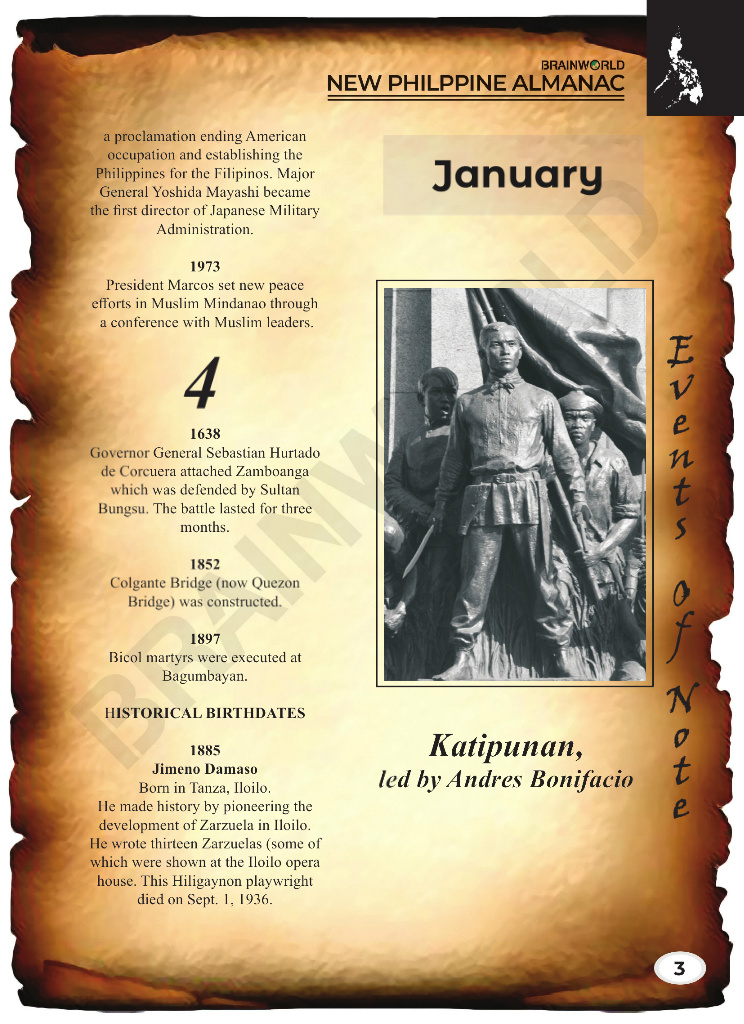 BRAINWORLD
NEW PHILPPINE ALMANAC
a proclamation ending American
occupation and establishing the
Philippines for the Filipinos. Major
General Yoshida Mayashi became
the first director of Japanese Military
Administration.
1973
President Marcos set new peace
efforts in Muslim Mindanao through
a conference with Muslim leaders.
4
1638
Governor General Sebastian Hurtado
de Corcuera attached Zamboanga
which was defended by Sultan
Bungsu. The battle lasted for three
months.
1852
Colgante Bridge (now Quezon
Bridge) was constructed.
1897
Bicol martyrs were executed at
Bagumbayan.
HISTORICAL BIRTHDATES
1885
Jimeno Damaso
Born in Tanza, Iloilo.
He made history by pioneering the
development of Zarzuela in Iloilo.
He wrote thirteen Zarzuelas (some of
which were shown at the Iloilo opera
house. This Hiligaynon playwright
died on Sept. 1, 1936.
January
Katipunan,
led by Andres Bonifacio
Events of Note
3
BRAINWORLD